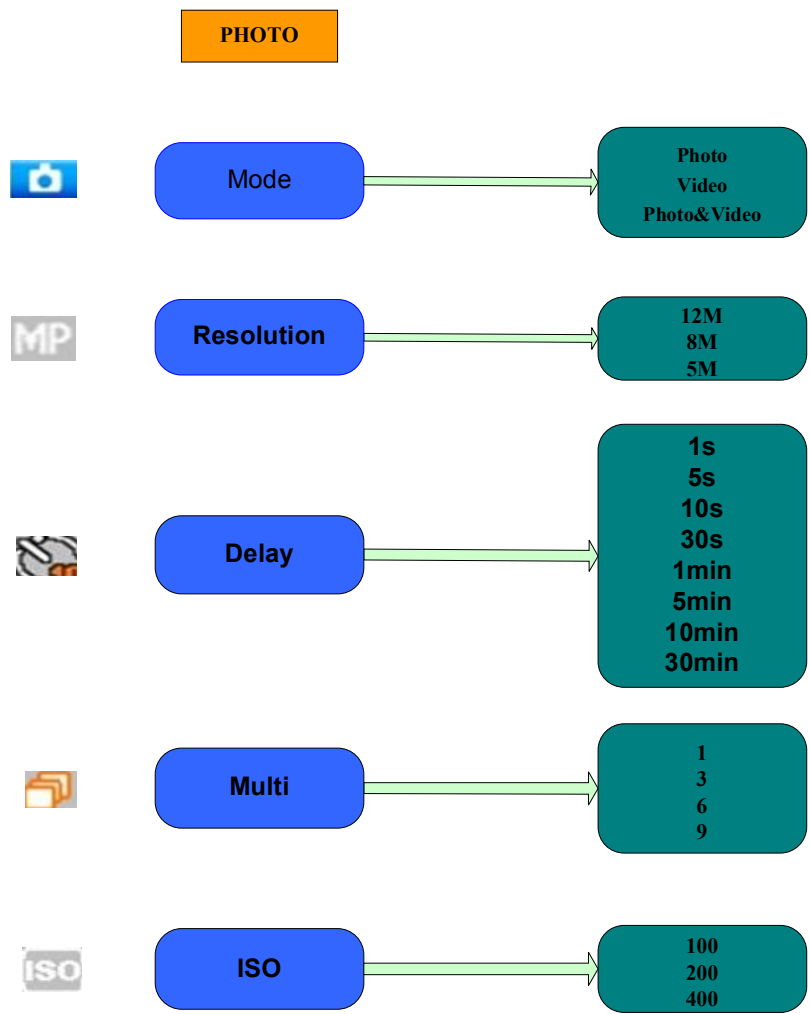 PHOTO
Mode
Photo
Video
Photo&Video
MP
Resolution
12M
8M
5M
Delay
1s
5s
10s
30s
1min
5min
10min
30min
Multi
1
3
6
9
ISO
ISO
100
200
400